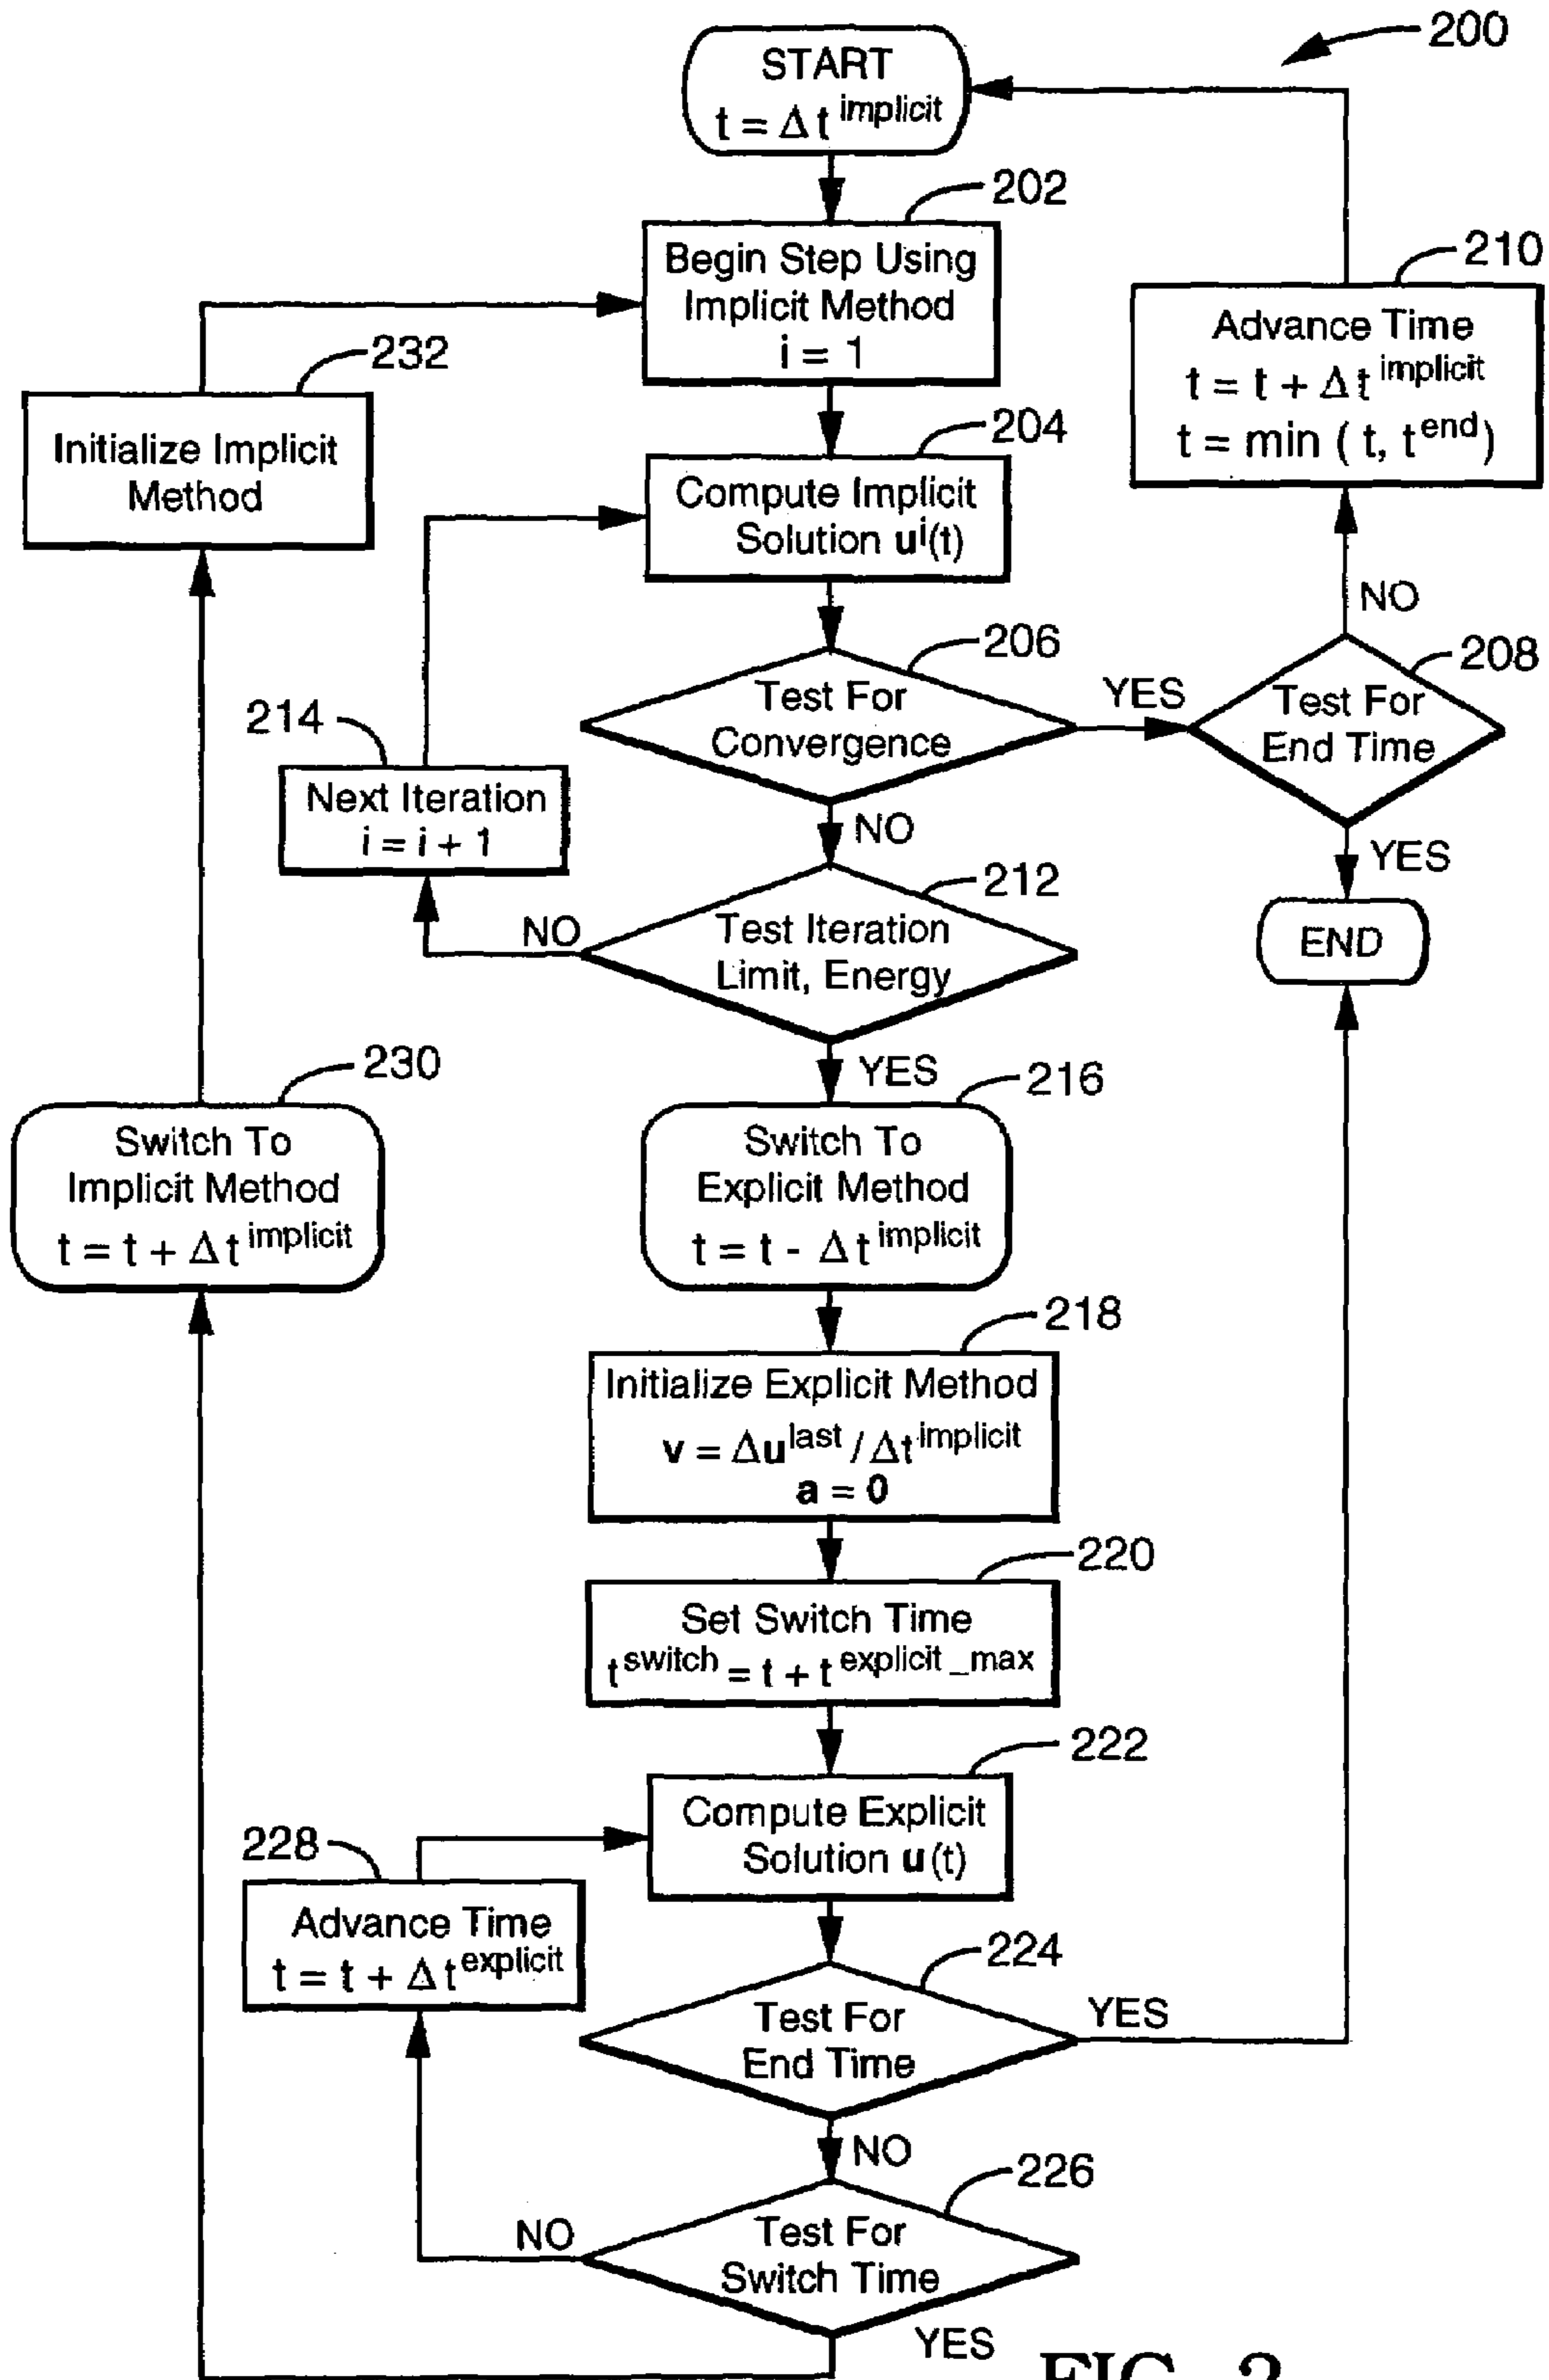 200
START
t = Δt implicit
202
Begin Step Using
Implicit Method
i = 1
210
Advance Time
t = t + Δt implicit
t = min ( t, t end )
232
Initialize Implicit
Method
204
Compute Implicit
Solution u i(t)
NO
206
Test For
Convergence
YES
208
Test For
End Time
YES
END
214
Next Iteration
i = i + 1
NO
212
Test Iteration
Limit, Energy
NO
YES
230
Switch To
Implicit Method
t = t + Δt implicit
216
Switch To
Explicit Method
t = t - Δt implicit
218
Initialize Explicit Method
v = Δu last / Δt implicit
a = 0
220
Set Switch Time
t switch = t + t explicit_max
222
Compute Explicit
Solution u (t)
228
Advance Time
t = t + Δt explicit
224
Test For
End Time
YES
NO
226
Test For
Switch Time
NO
YES